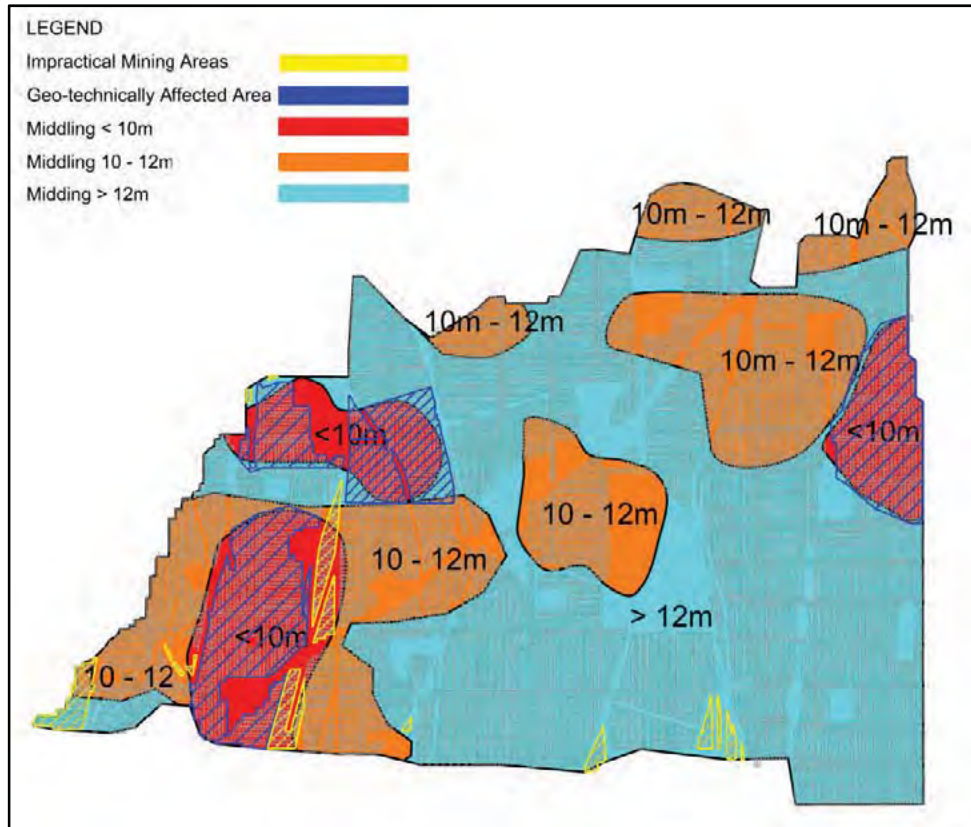 LEGEND
Impractical Mining Areas
Geo-technically Affected Area
Middling < 10m
Middling 10 - 12m
Midding > 12m
10m - 12m
10m - 12m
10m - 12m
10m - 12m
<10m
<10m
10 - 12m
10 - 12m
> 12m
<10m
10 - 12